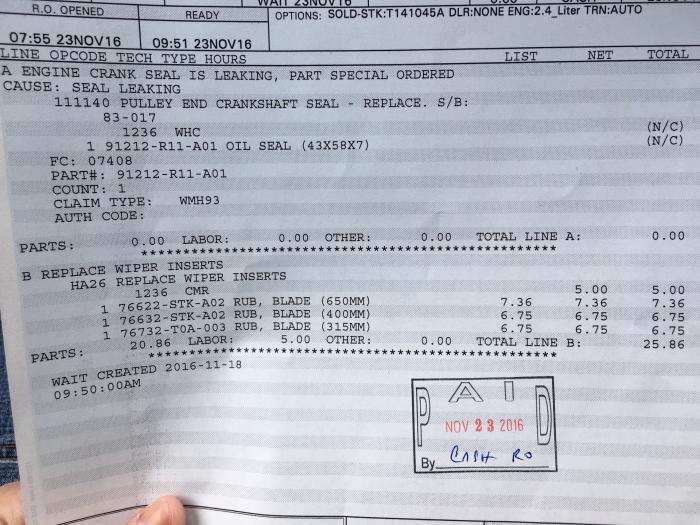 R.O. OPENED READY WAIT 23NOV16 0.00 CASH
OPTIONS: SOLD-STK:T141045A DLR:NONE ENG:2.4_Liter TRN:AUTO
07:55 23NOV16 09:51 23NOV16
LINE OPCODE TECH TYPE HOURS LIST NET TOTAL
A ENGINE CRANK SEAL IS LEAKING, PART SPECIAL ORDERED
CAUSE: SEAL LEAKING
111140 PULLEY END CRANKSHAFT SEAL - REPLACE. S/B:
83-017
1236 WHC (N/C)
1 91212-R11-A01 OIL SEAL (43X58X7) (N/C)
FC: 07408
PART#: 91212-R11-A01
COUNT: 1
CLAIM TYPE: WMH93
AUTH CODE:
PARTS: 0.00 LABOR: 0.00 OTHER: 0.00 TOTAL LINE A: 0.00
****************************************************
B REPLACE WIPER INSERTS
HA26 REPLACE WIPER INSERTS
1236 CMR 5.00 5.00
1 76622-STK-A02 RUB, BLADE (650MM) 7.36 7.36 7.36
1 76632-STK-A02 RUB, BLADE (400MM) 6.75 6.75 6.75
1 76732-T0A-003 RUB, BLADE (315MM) 6.75 6.75 6.75
PARTS: 20.86 LABOR: 5.00 OTHER: 0.00 TOTAL LINE B: 25.86
****************************************************
WAIT CREATED 2016-11-18
09:50:00AM
PAID
NOV 23 2016
By CASH RO